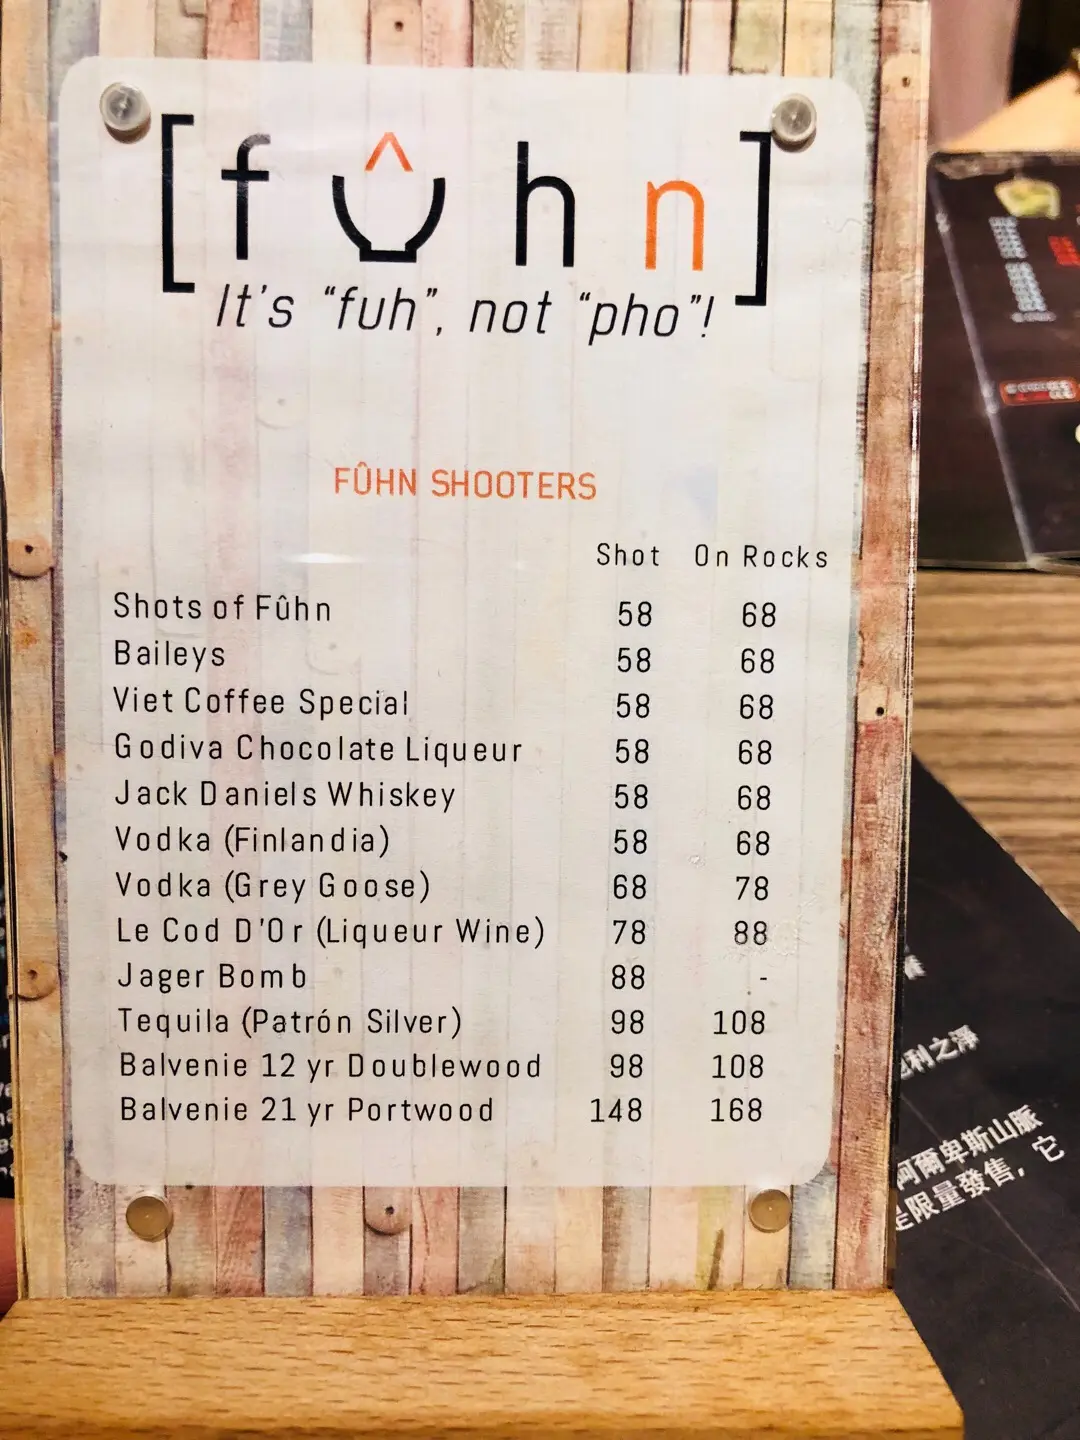 [fûhn]
It's "fuh", not "pho"!
FÛHN SHOOTERS
Shot On Rocks
Shots of Fûhn 58 68
Baileys 58 68
Viet Coffee Special 58 68
Godiva Chocolate Liqueur 58 68
Jack Daniels Whiskey 58 68
Vodka (Finlandia) 58 68
Vodka (Grey Goose) 68 78
Le Cod D'Or (Liqueur Wine) 78 88
Jager Bomb 88 -
Tequila (Patrón Silver) 98 108
Balvenie 12 yr Doublewood 98 108
Balvenie 21 yr Portwood 148 168
利之淨
阿爾卑斯山脈
是限量發售，它